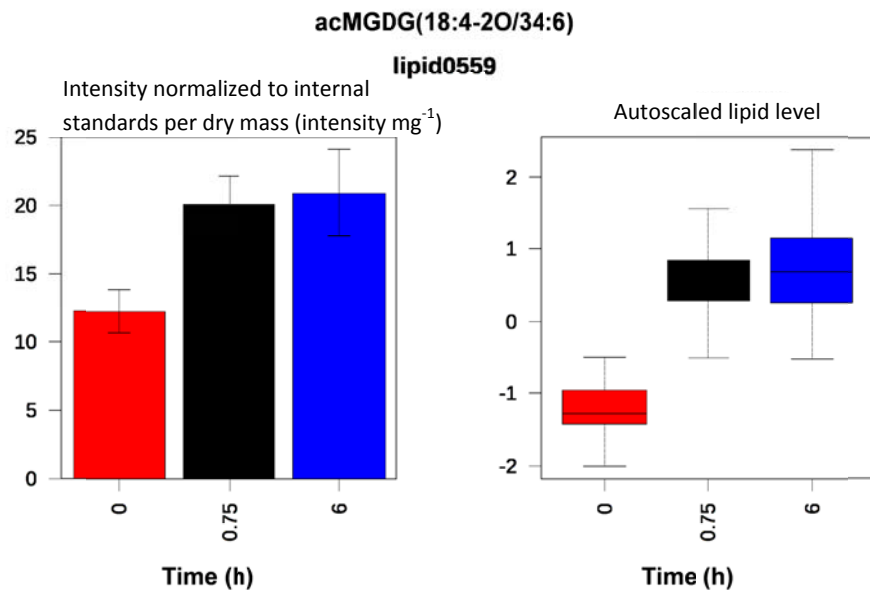 acMGDG(18:4-2O/34:6)
lipid0559
Intensity normalized to internal
standards per dry mass (intensity mg-1)
25
20
15
10
5
0
0
0.75
6
Time (h)
Autoscaled lipid level
2
1
0
-1
-2
0
0.75
6
Time (h)